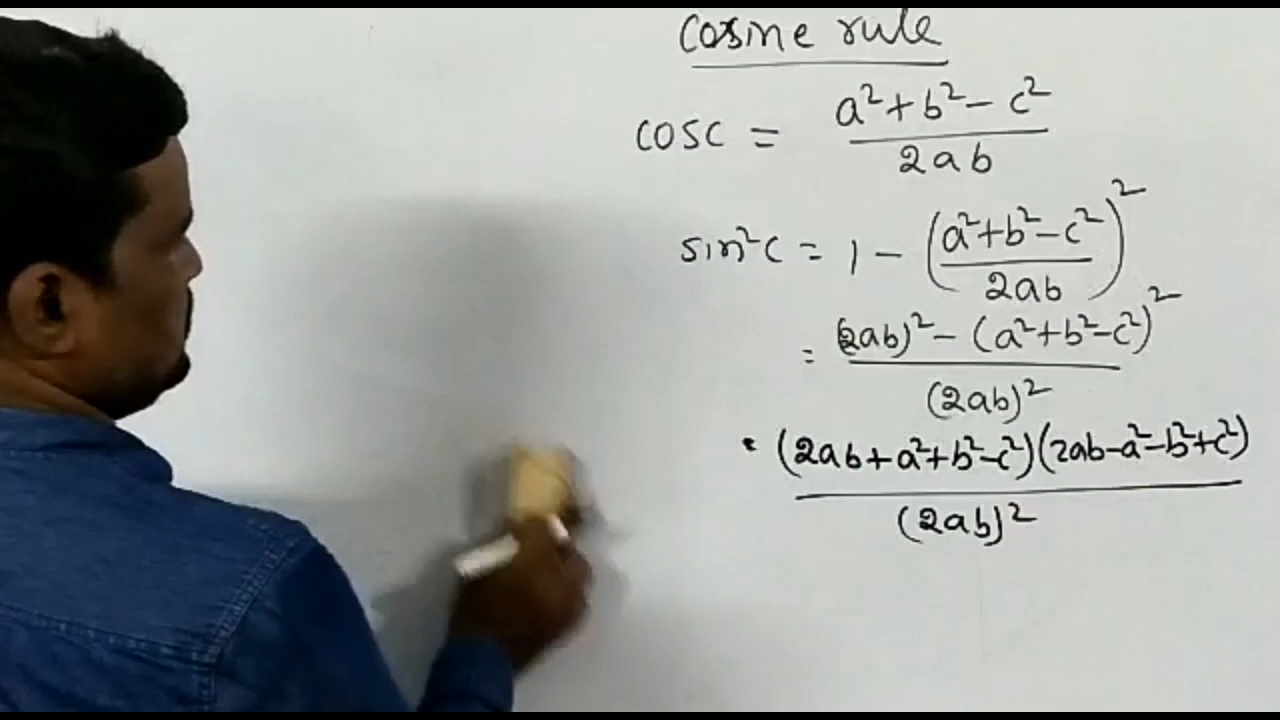 cosine rule
cosc = a²+b²-c² / 2ab
sin²c = 1 - (a²+b²-c² / 2ab)²
= (2ab)² - (a²+b²-c²)² / (2ab)²
= (2ab+a²+b²-c²)(2ab-a²-b²+c²) / (2ab)²